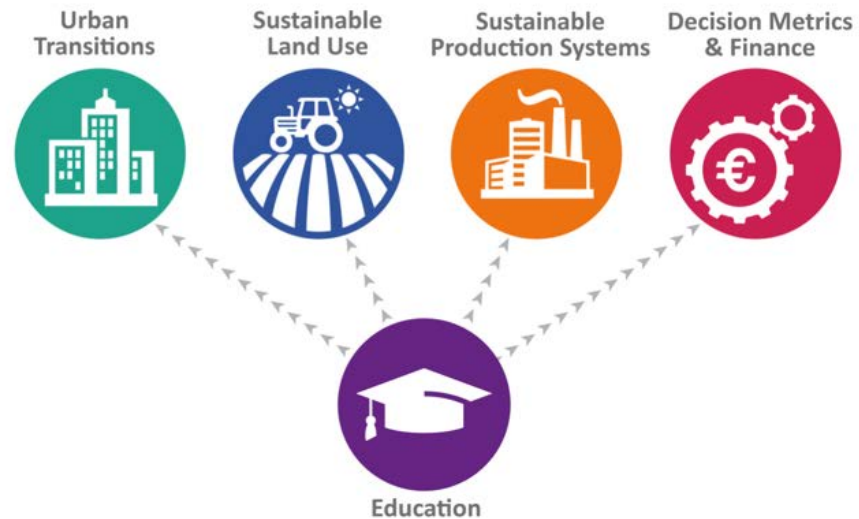 Urban
Transitions
Sustainable
Land Use
Sustainable
Production Systems
Decision Metrics
& Finance
€
Education